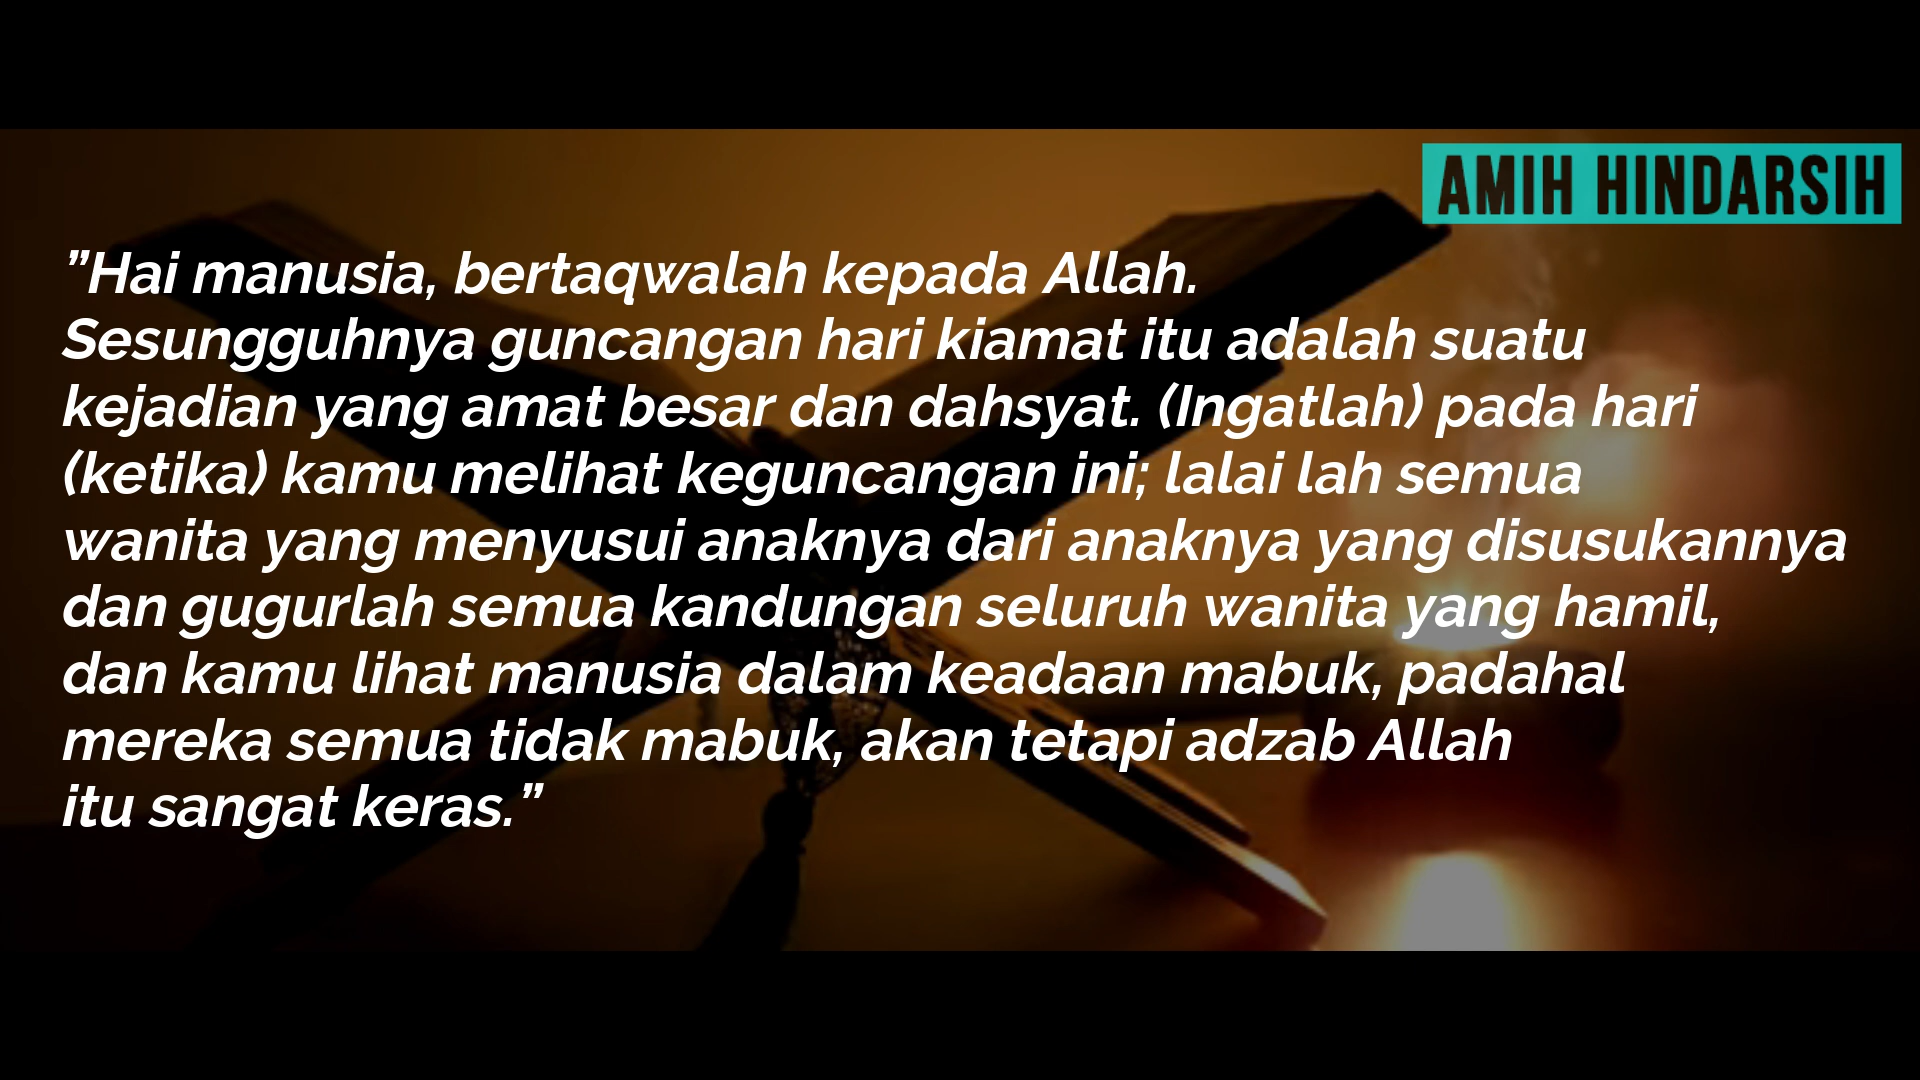 AMIH HINDARSIH
”Hai manusia, bertaqwalah kepada Allah.
Sesungguhnya guncangan hari kiamat itu adalah suatu
kejadian yang amat besar dan dahsyat. (Ingatlah) pada hari
(ketika) kamu melihat keguncangan ini; lalai lah semua
wanita yang menyusui anaknya dari anaknya yang disusukannya
dan gugurlah semua kandungan seluruh wanita yang hamil,
dan kamu lihat manusia dalam keadaan mabuk, padahal
mereka semua tidak mabuk, akan tetapi adzab Allah
itu sangat keras.”